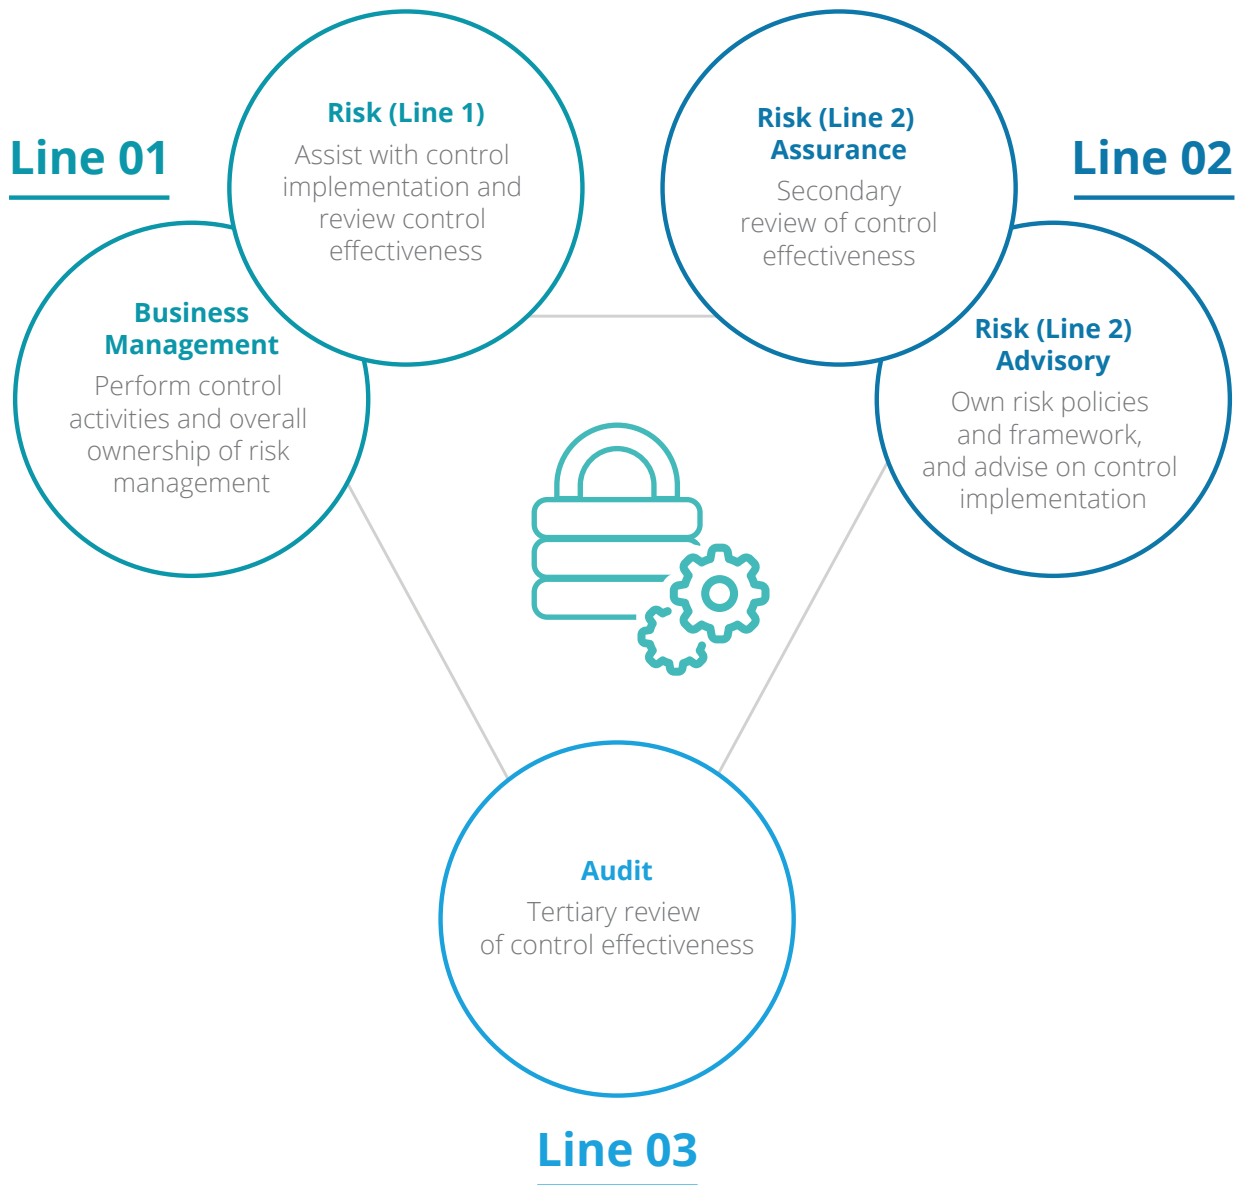 Line 01
Risk (Line 1)
Assist with control
implementation and
review control
effectiveness
Business
Management
Perform control
activities and overall
ownership of risk
management
Line 02
Risk (Line 2)
Assurance
Secondary
review of control
effectiveness
Risk (Line 2)
Advisory
Own risk policies
and framework,
and advise on control
implementation
Audit
Tertiary review
of control effectiveness
Line 03